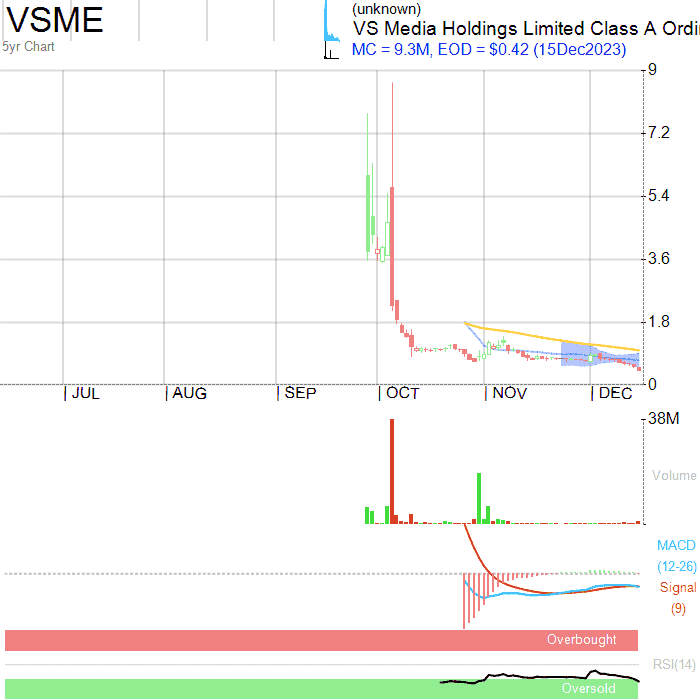 VSME
5yr Chart
(unknown)
VS Media Holdings Limited Class A Ordi
MC = 9.3M, EOD = $0.42 (15Dec2023)
9
7.2
5.4
3.6
1.8
0
JUL
AUG
SEP
OCT
NOV
DEC
38M
Volume
MACD
(12-26)
Signal
(9)
Overbought
RSI(14)
Oversold